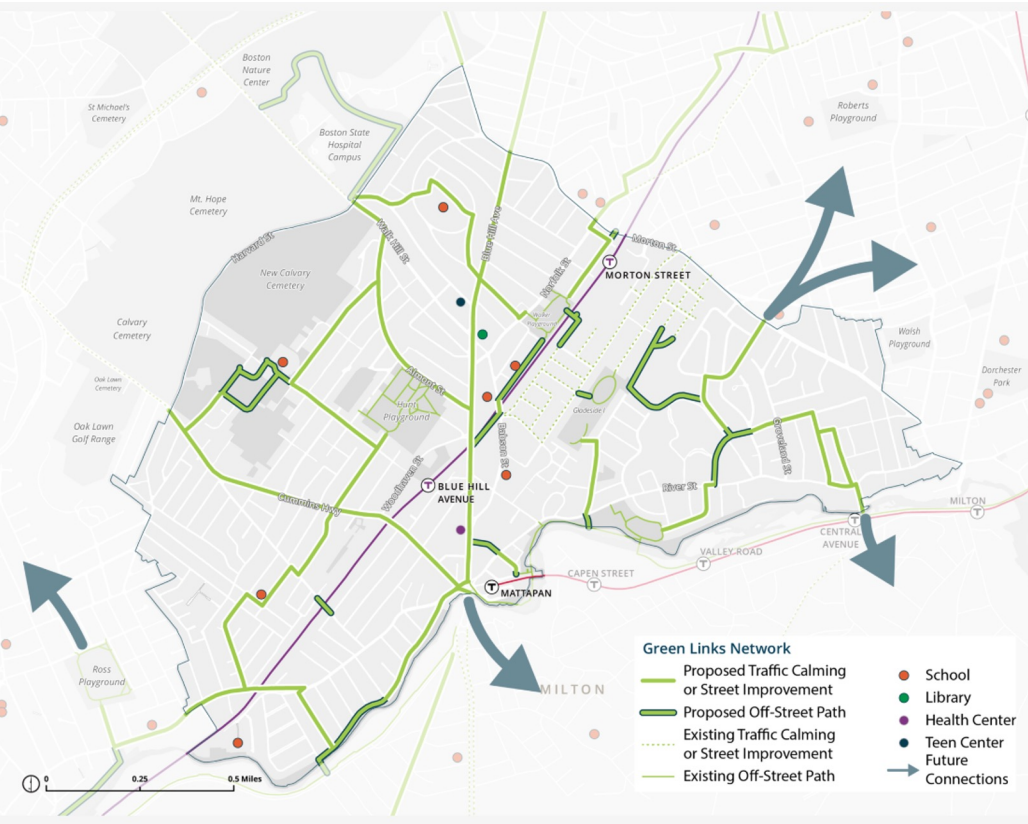 Boston
Nature
Center
St Michael's
Cemetery
Boston State
Hospital
Campus
Roberts
Playground
Mt. Hope
Cemetery
Harvard St
Walk Hill St
Blue Hill Ave
Norfolk St
Morton St
MORTON STREET
New Calvary
Cemetery
Calvary
Cemetery
Walker
Playground
Walsh
Playground
Dorchester
Park
Oak Lawn
Cemetery
Oak Lawn
Golf Range
Almont St
Hunt
Playground
Gladeside I
Babson St
Groveland St
Woodhaven St
BLUE HILL
AVENUE
River St
Cummins Hwy
MILTON
CENTRAL
AVENUE
VALLEY ROAD
CAPEN STREET
MATTAPAN
Ross
Playground
MILTON
Green Links Network
Proposed Traffic Calming
or Street Improvement
Proposed Off-Street Path
Existing Traffic Calming
or Street Improvement
Existing Off-Street Path
School
Library
Health Center
Teen Center
Future
Connections
0 0.25 0.5 Miles